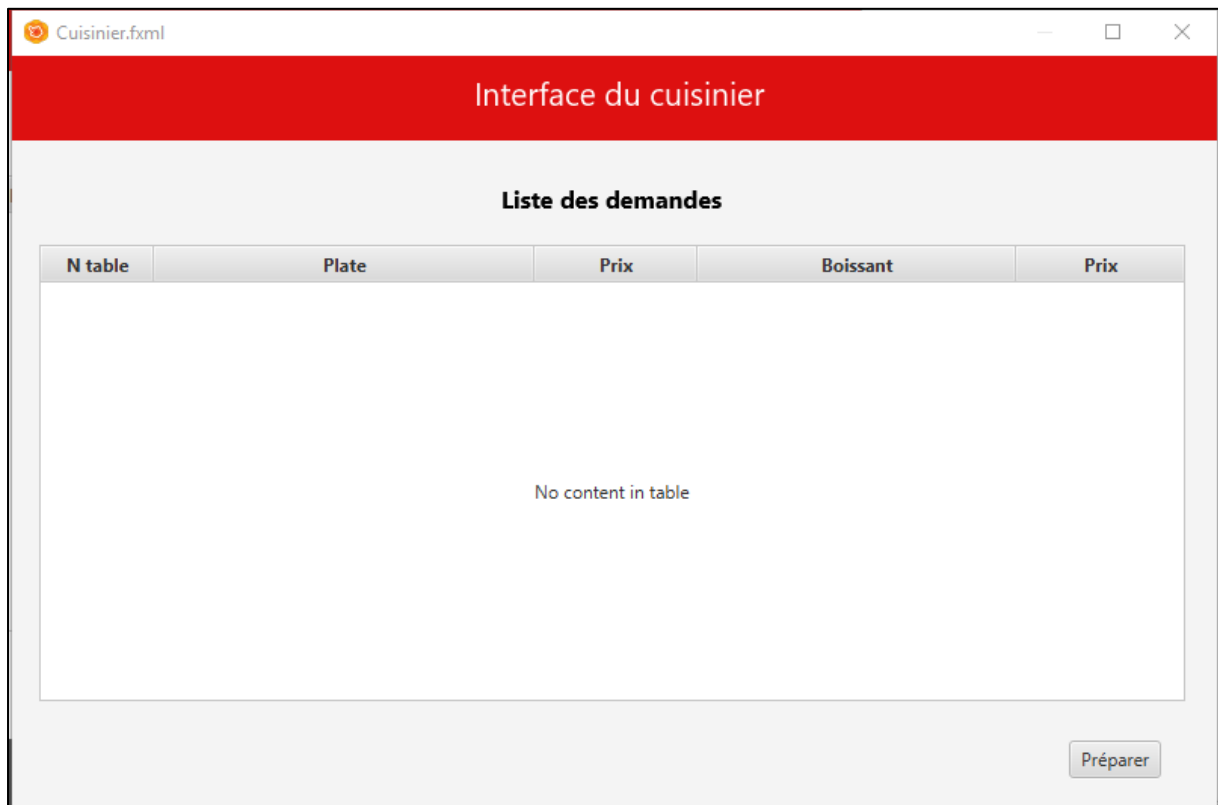 Cuisinier.fxml
Interface du cuisinier
Liste des demandes
N table Plate Prix Boissant Prix
No content in table
Préparer